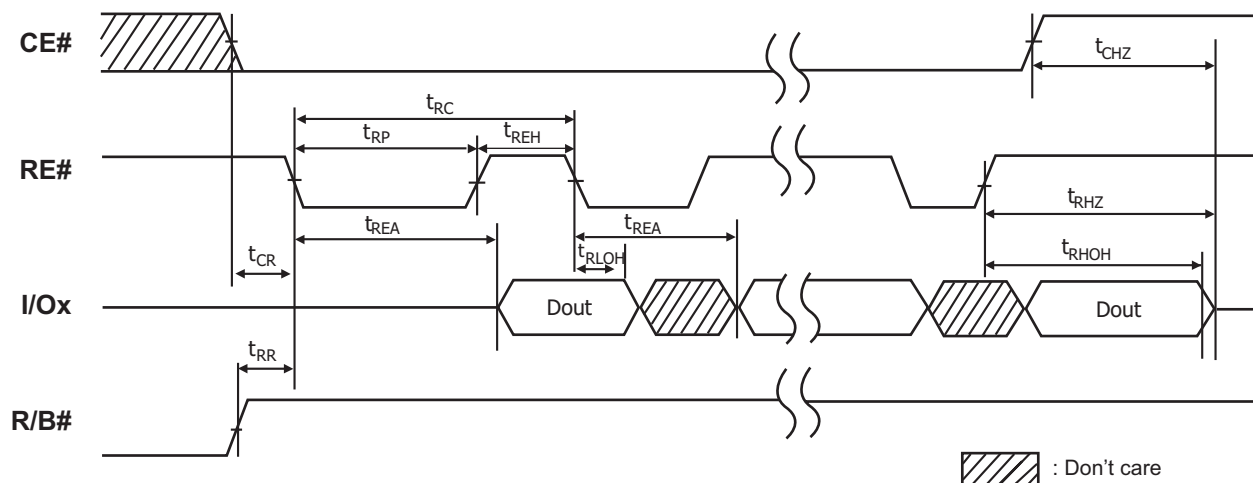 CE#
tCHZ
tRC
tRP
tREH
RE#
tRHZ
tREA
tREA
tCR
tRLOH
tRHOH
I/Ox
Dout
Dout
tRR
R/B#
: Don't care